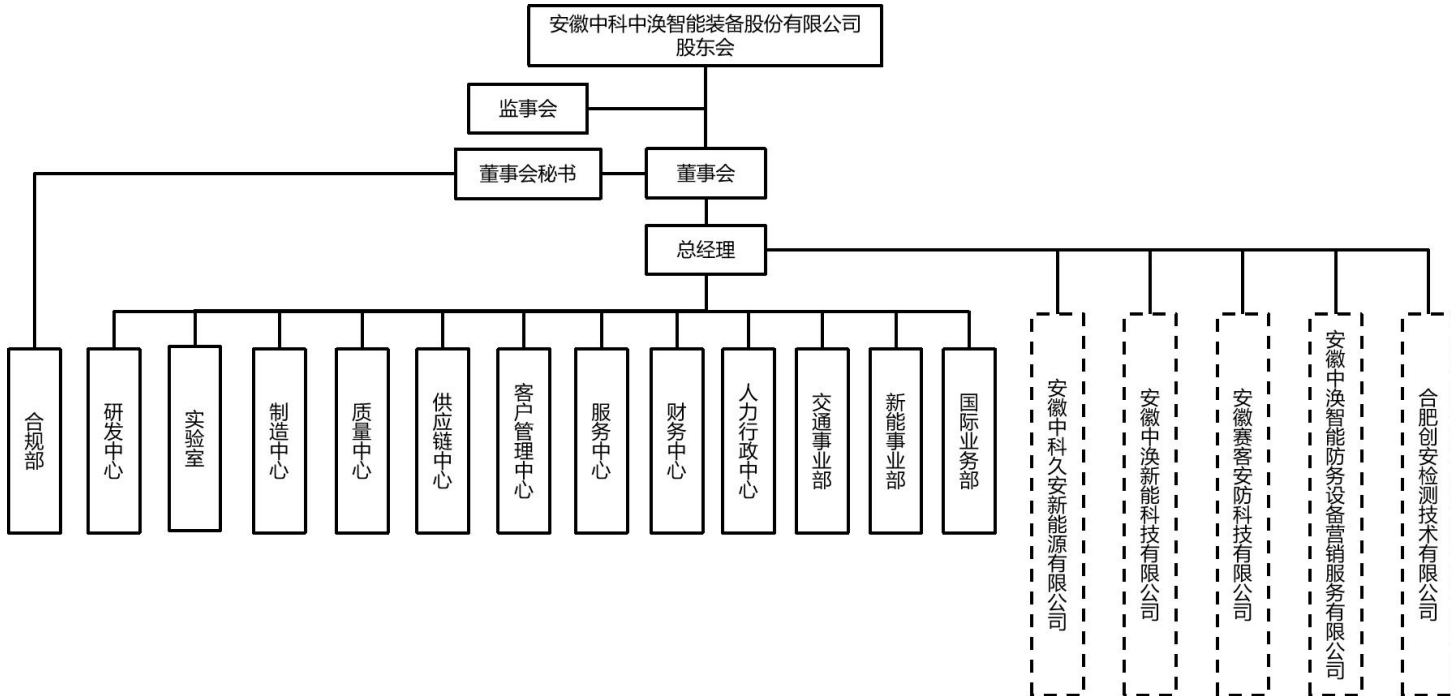 安徽中科中涣智能装备股份有限公司
股东会
监事会
董事会秘书
董事会
总经理
合规部
研发中心
实验室
制造中心
质量中心
供应链中心
客户管理中心
服务中心
财务中心
人力行政中心
交通事业部
新能事业部
国际业务部
安徽中科久安新能源有限公司
安徽中涣新能科技有限公司
安徽赛客安防科技有限公司
安徽中涣智能防务设备营销服务有限公司
合肥创安检测技术有限公司